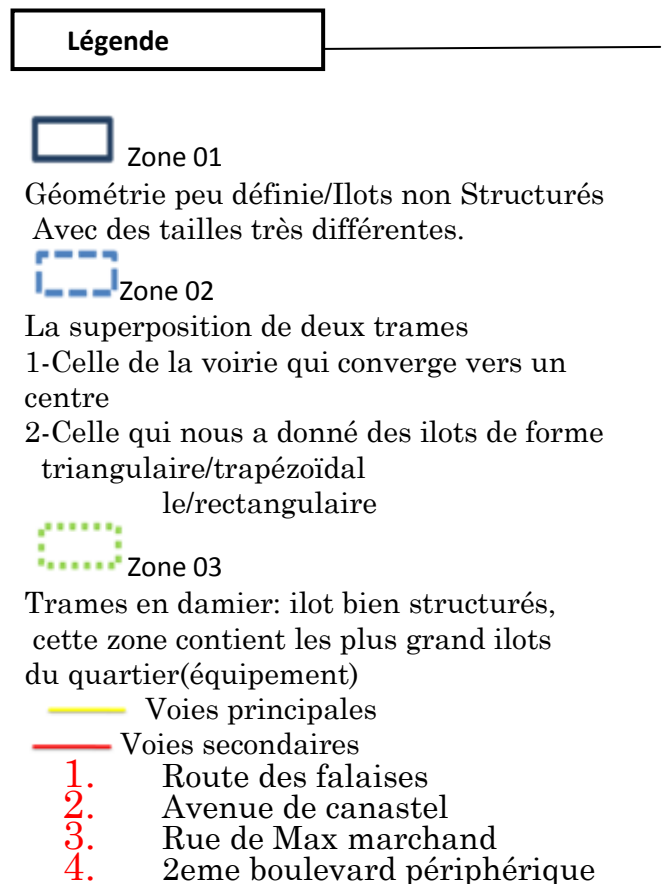 Légende
Zone 01
Géométrie peu définie/Ilots non Structurés
Avec des tailles très différentes.
Zone 02
La superposition de deux trames
1-Celle de la voirie qui converge vers un
centre
2-Celle qui nous a donné des ilots de forme
triangulaire/trapézoïdal
le/rectangulaire
Zone 03
Trames en damier: ilot bien structurés,
cette zone contient les plus grand ilots
du quartier(équipement)
Voies principales
Voies secondaires
1. Route des falaises
2. Avenue de canastel
3. Rue de Max marchand
4. 2eme boulevard périphérique